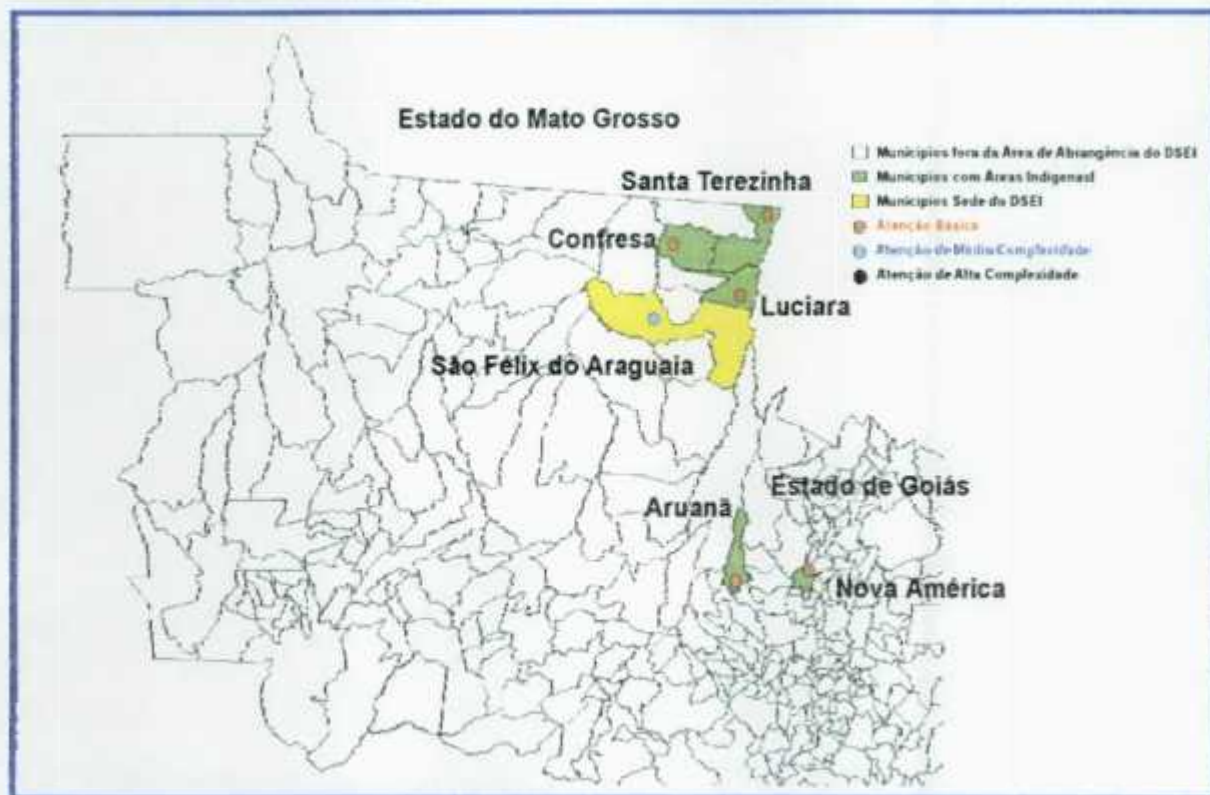 Estado do Mato Grosso
Municípios fora da Área de Abrangência do DSEI
Municípios com Áreas Indígenasd
Municípios Sede do DSEI
Atenção Básica
Atenção de Média Complexidade
Atenção de Alta Complexidade
Santa Terezinha
Confresa
Luciara
São Félix do Araguaia
Estado de Goiás
Aruanã
Nova América